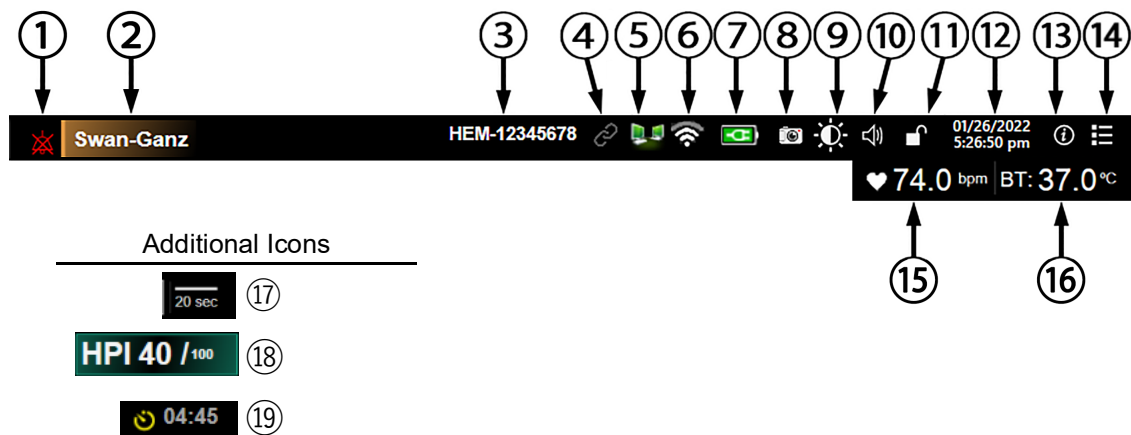 ① ② ③ ④ ⑤ ⑥ ⑦ ⑧ ⑨ ⑩ ⑪ ⑫ ⑬ ⑭
Swan-Ganz HEM-12345678 01/26/2022
5:26:50 pm
74.0 bpm BT: 37.0 ºC
⑮ ⑯
Additional Icons
20 sec ⑰
HPI 40 /100 ⑱
04:45 ⑲